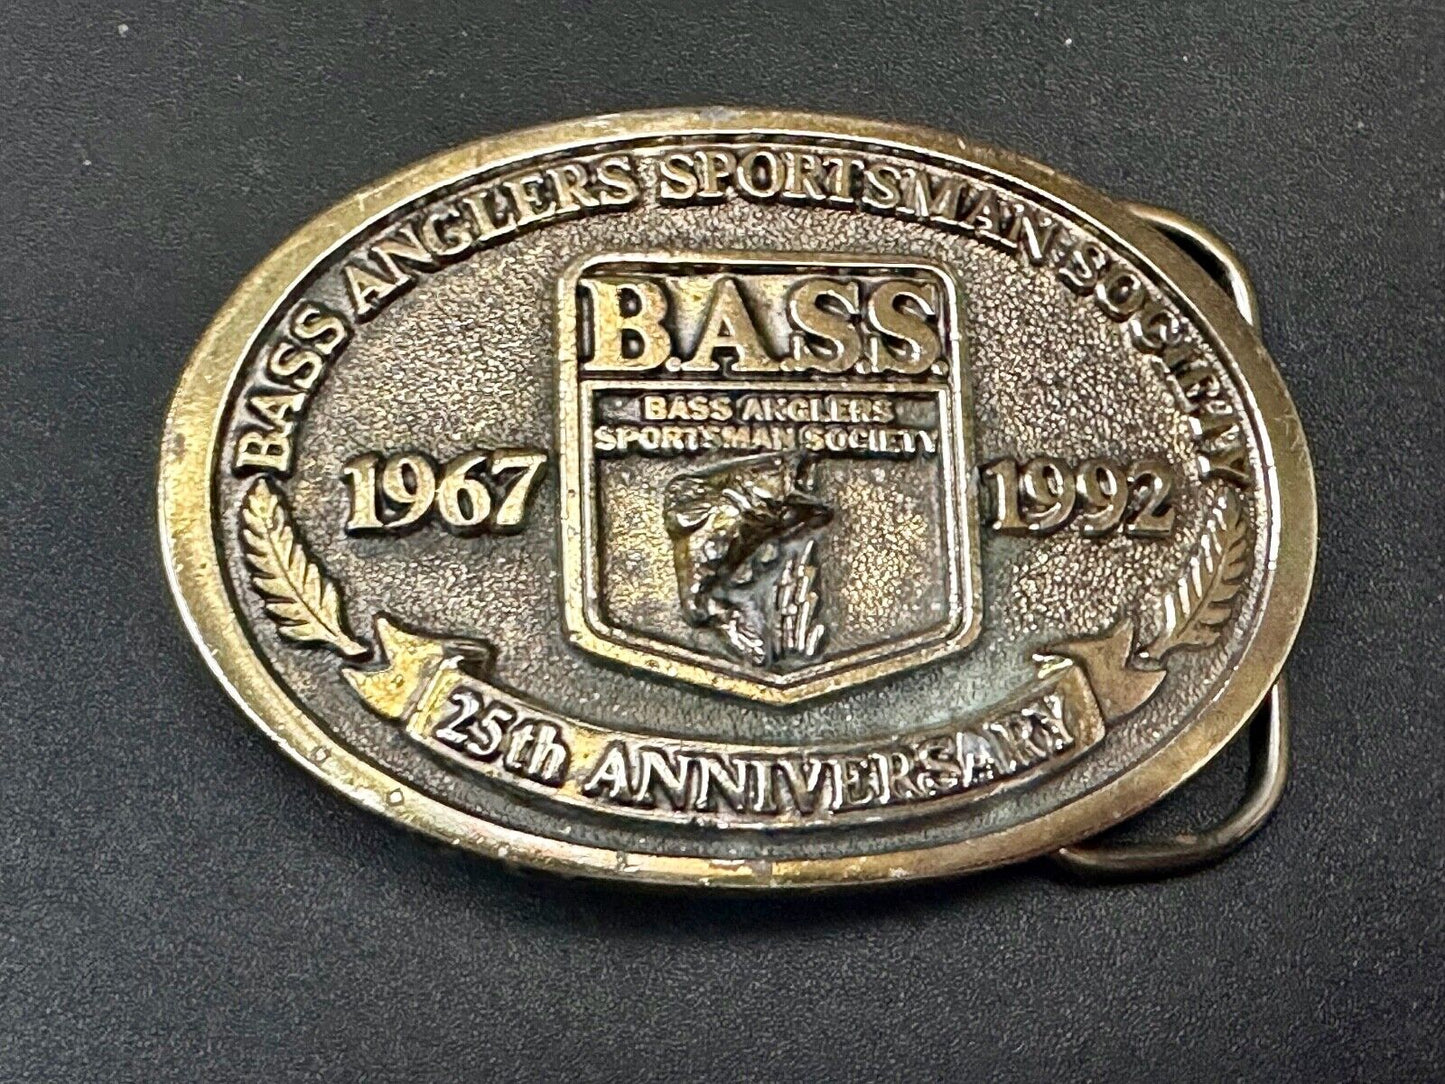 BASS ANGLERS SPORTSMAN SOCIETY
B.A.S.S.
BASS ANGLERS
SPORTSMAN SOCIETY
1967
1992
25th ANNIVERSARY